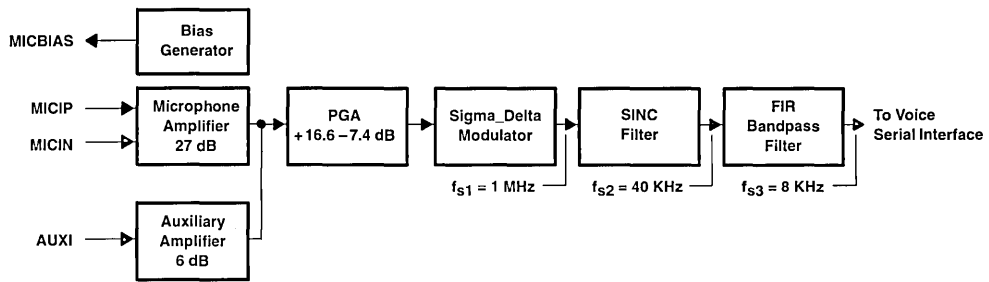 MICBIAS
Bias
Generator
MICIP
MICIN
Microphone
Amplifier
27 dB
PGA
+16.6 –7.4 dB
Sigma_Delta
Modulator
SINC
Filter
FIR
Bandpass
Filter
To Voice
Serial Interface
fs1 = 1 MHz
fs2 = 40 KHz
fs3 = 8 KHz
AUXI
Auxiliary
Amplifier
6 dB